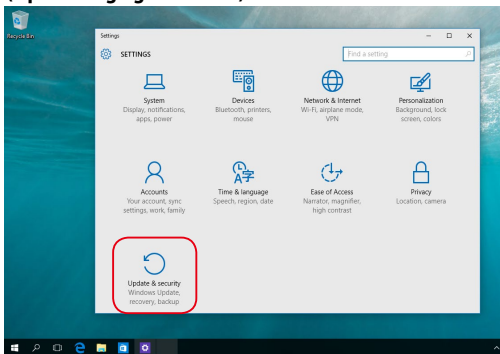 Recycle Bin
Settings
SETTINGS
Find a setting
System
Display, notifications,
apps, power
Devices
Bluetooth, printers,
mouse
Network & Internet
Wi-Fi, airplane mode,
VPN
Personalization
Background, lock
screen, colors
Accounts
Your account, sync
settings, work, family
Time & language
Speech, region, date
Ease of Access
Narrator, magnifier,
high contrast
Privacy
Location, camera
Update & security
Windows Update,
recovery, backup